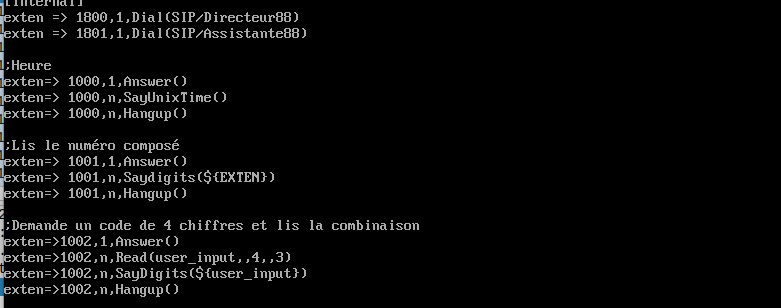 [internal]
exten => 1800,1,Dial(SIP/Directeur88)
exten => 1801,1,Dial(SIP/Assistante88)
;Heure
exten=> 1000,1,Answer()
exten=> 1000,n,SayUnixTime()
exten=> 1000,n,Hangup()
;Lis le numéro composé
exten=> 1001,1,Answer()
exten=> 1001,n,Saydigits(${EXTEN})
exten=> 1001,n,Hangup()
;Demande un code de 4 chiffres et lis la combinaison
exten=>1002,1,Answer()
exten=>1002,n,Read(user_input,,4,,3)
exten=>1002,n,SayDigits(${user_input})
exten=>1002,n,Hangup()